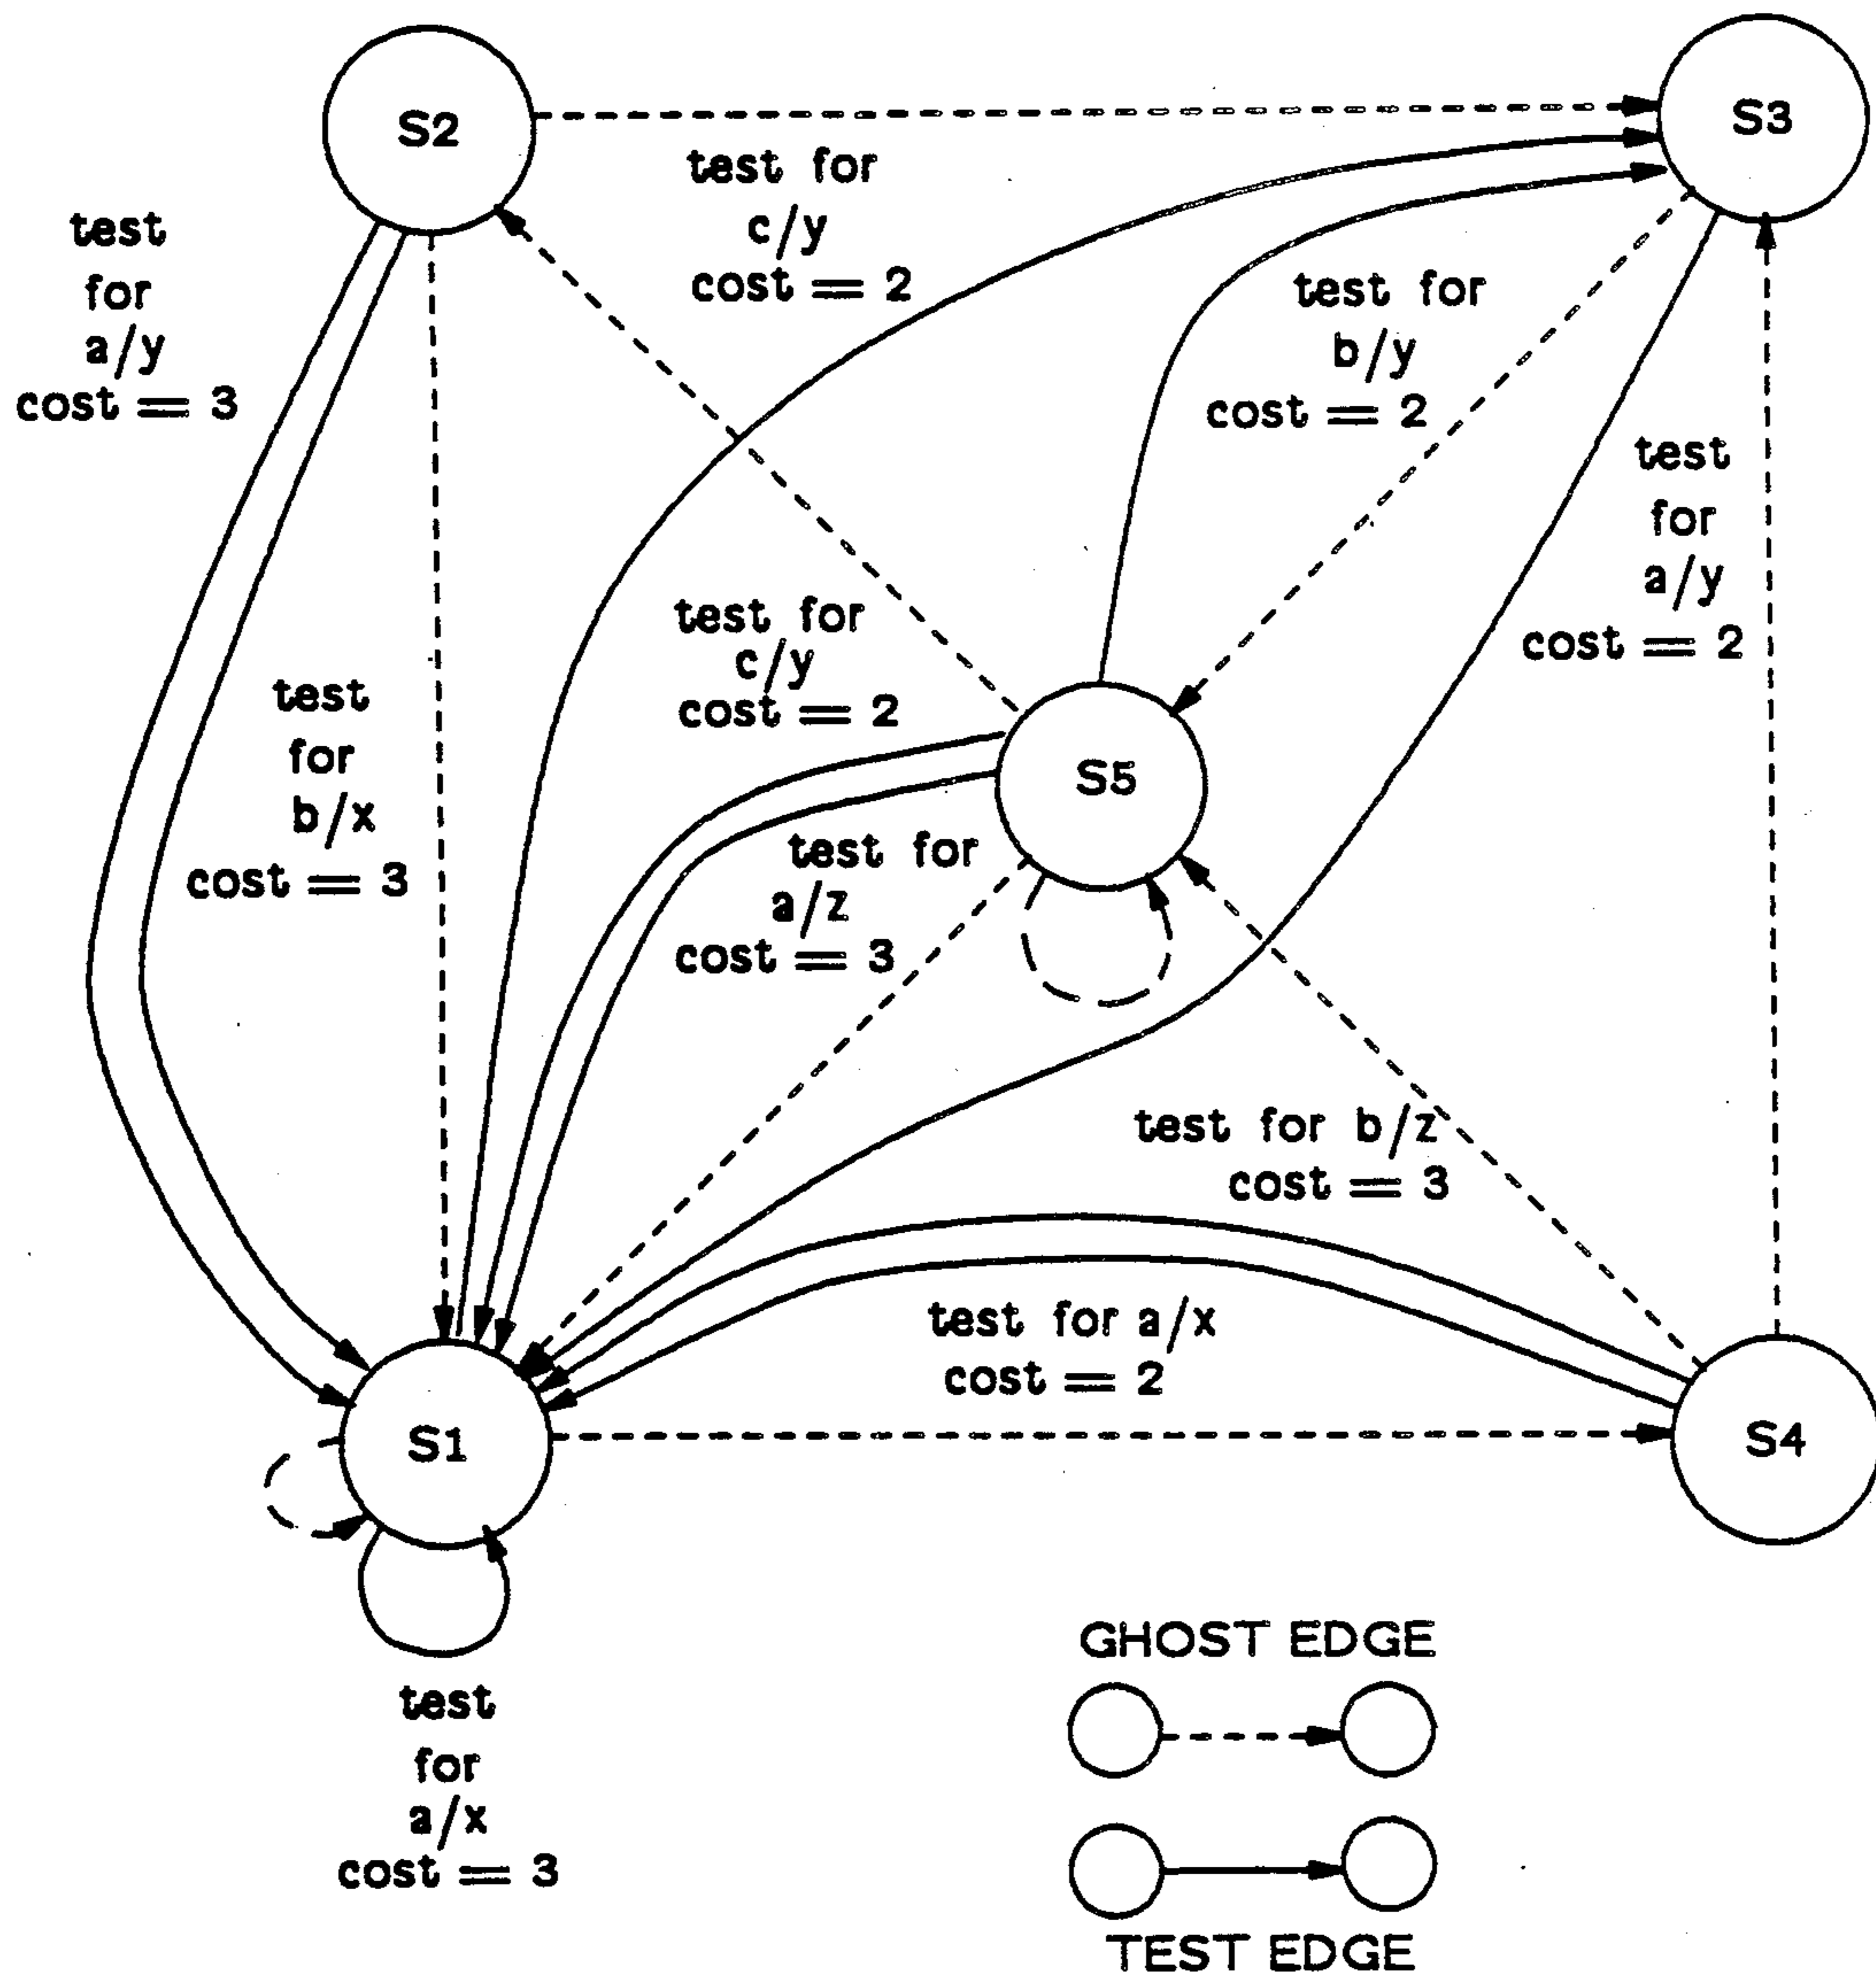 S2
S3
test for
c/y
cost = 2
test
for
a/y
cost = 3
test for
b/y
cost = 2
test
for
a/y
cost = 2
test for
c/y
cost = 2
test
for
b/x
cost = 3
S5
test for
a/z
cost = 3
test for b/z
cost = 3
test for a/x
cost = 2
S1
S4
GHOST EDGE
test
for
a/x
cost = 3
TEST EDGE